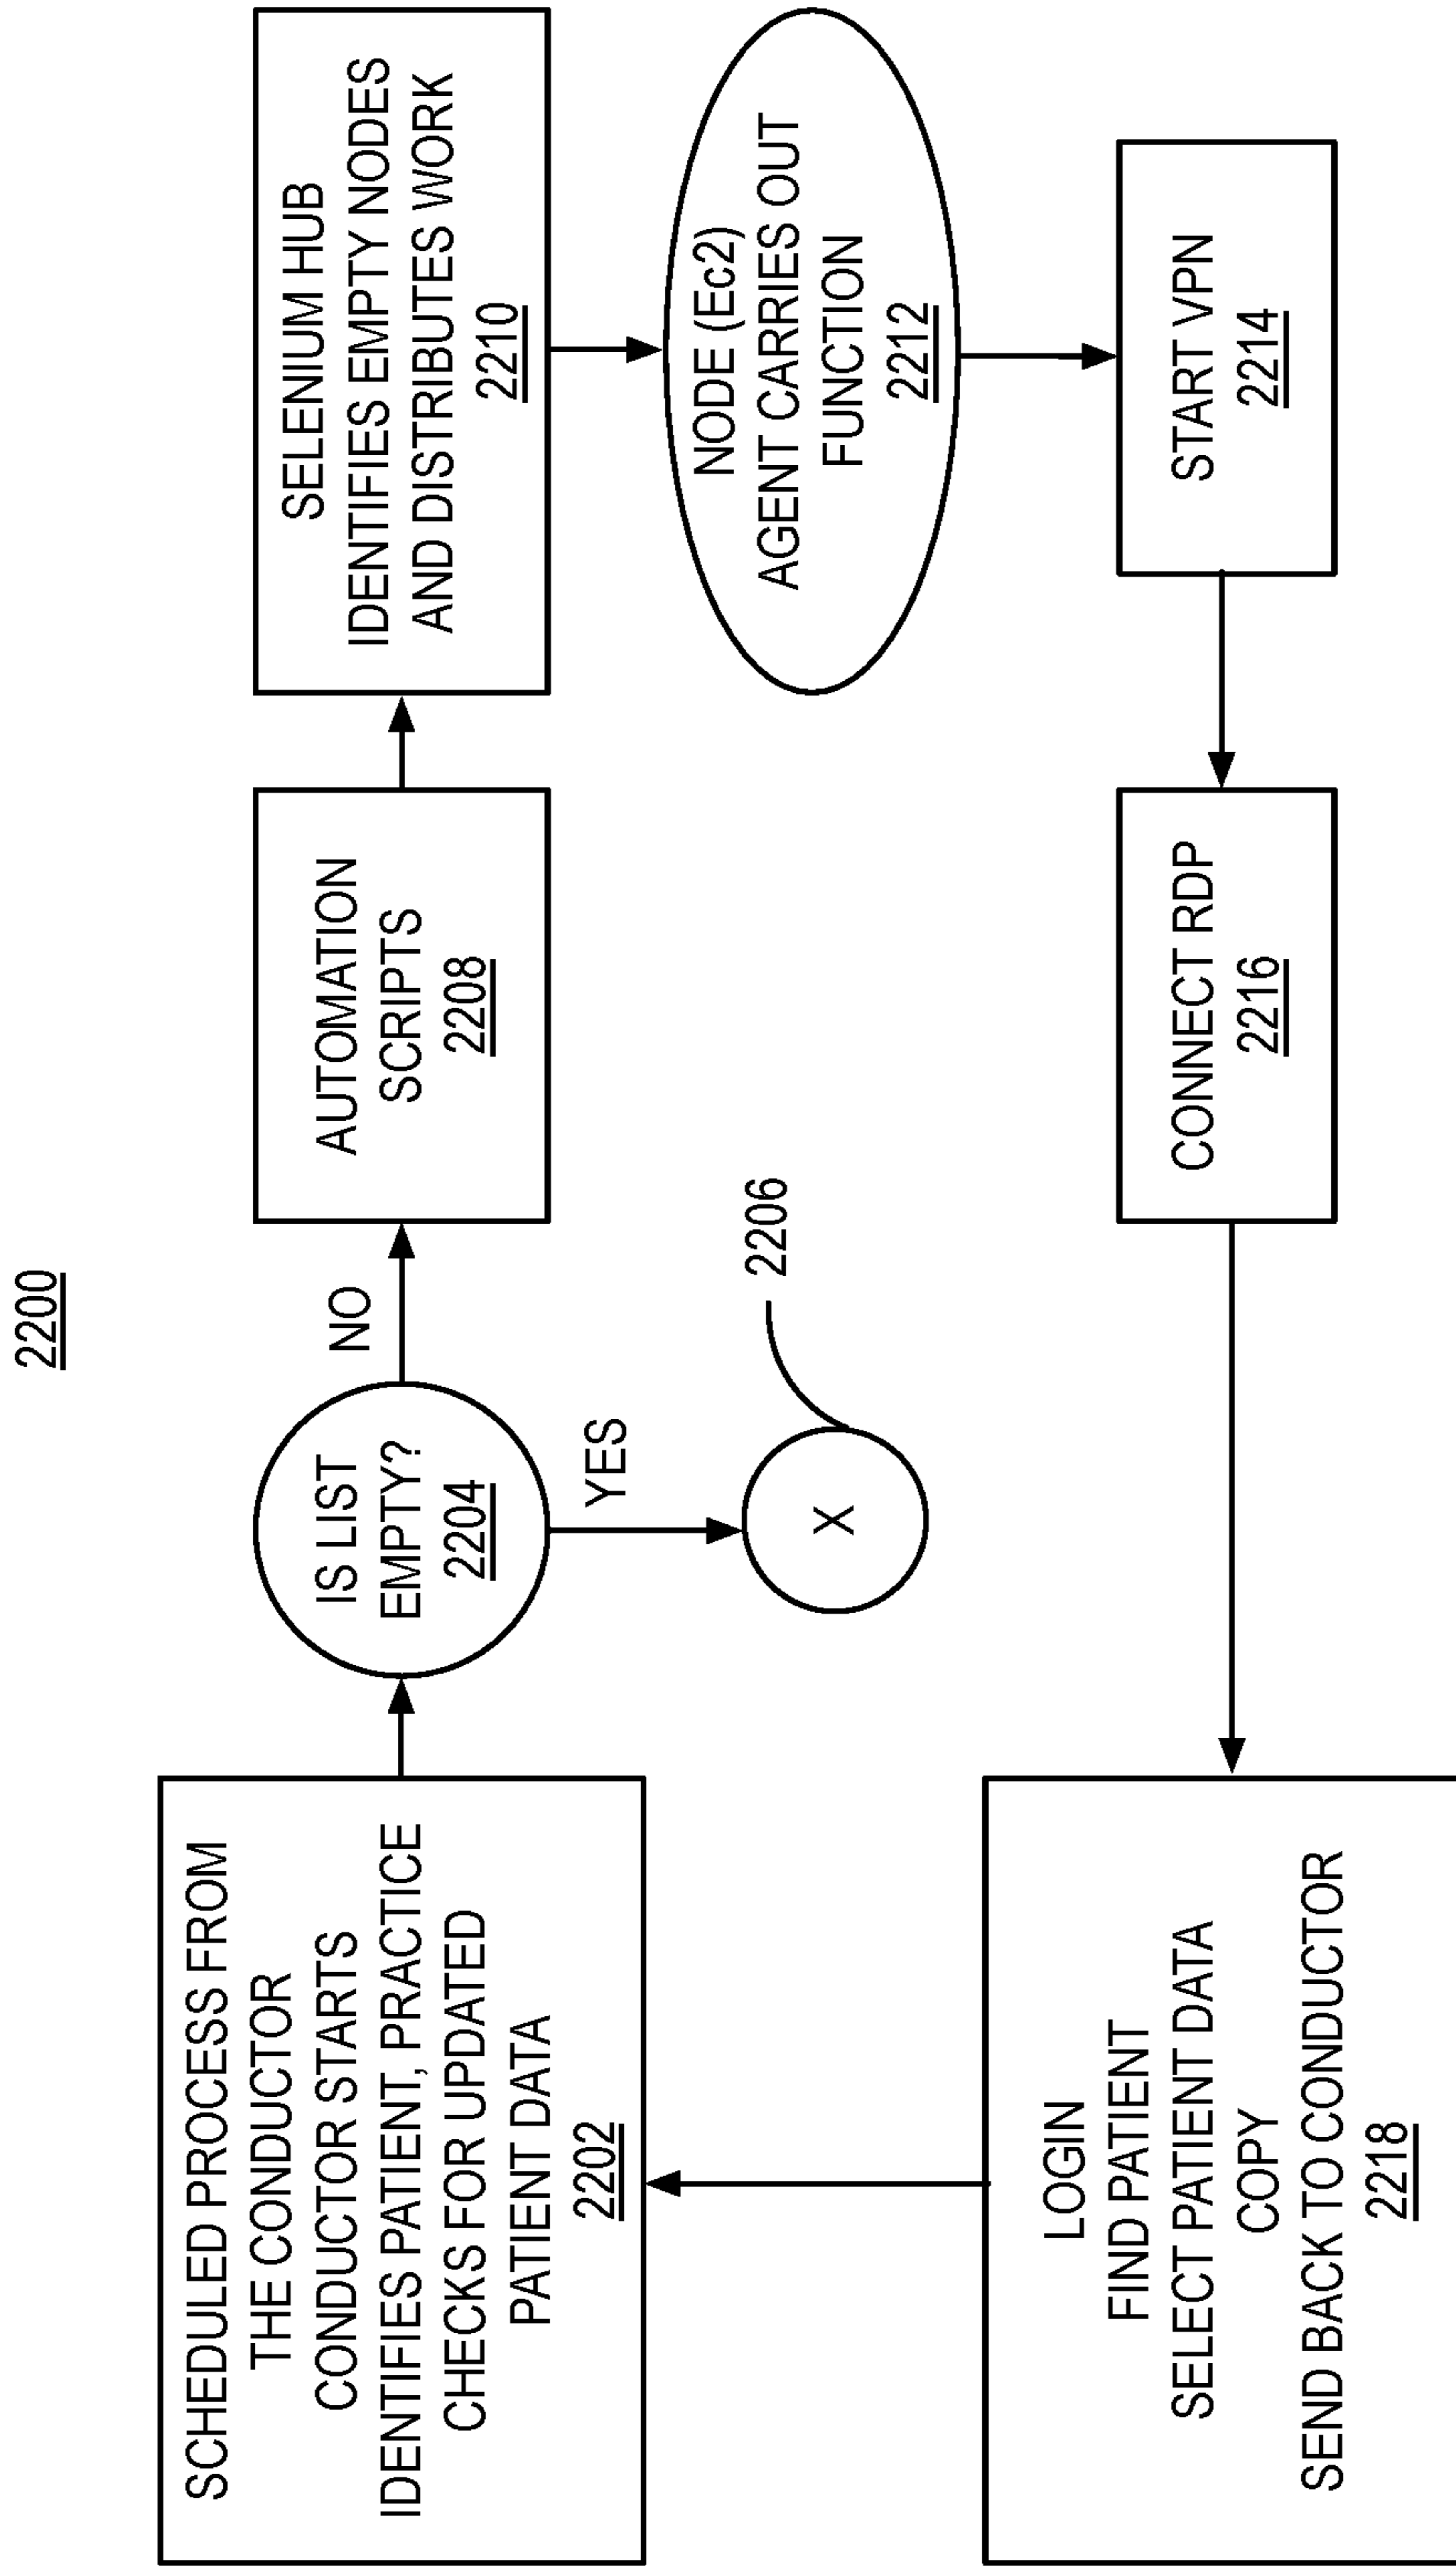 2200
SCHEDULED PROCESS FROM
THE CONDUCTOR
CONDUCTOR STARTS
IDENTIFIES PATIENT, PRACTICE
CHECKS FOR UPDATED
PATIENT DATA
2202
IS LIST
EMPTY?
2204
NO
YES
X
2206
AUTOMATION
SCRIPTS
2208
SELENIUM HUB
IDENTIFIES EMPTY NODES
AND DISTRIBUTES WORK
2210
NODE (Ec2)
AGENT CARRIES OUT
FUNCTION
2212
START VPN
2214
CONNECT RDP
2216
LOGIN
FIND PATIENT
SELECT PATIENT DATA
COPY
SEND BACK TO CONDUCTOR
2218